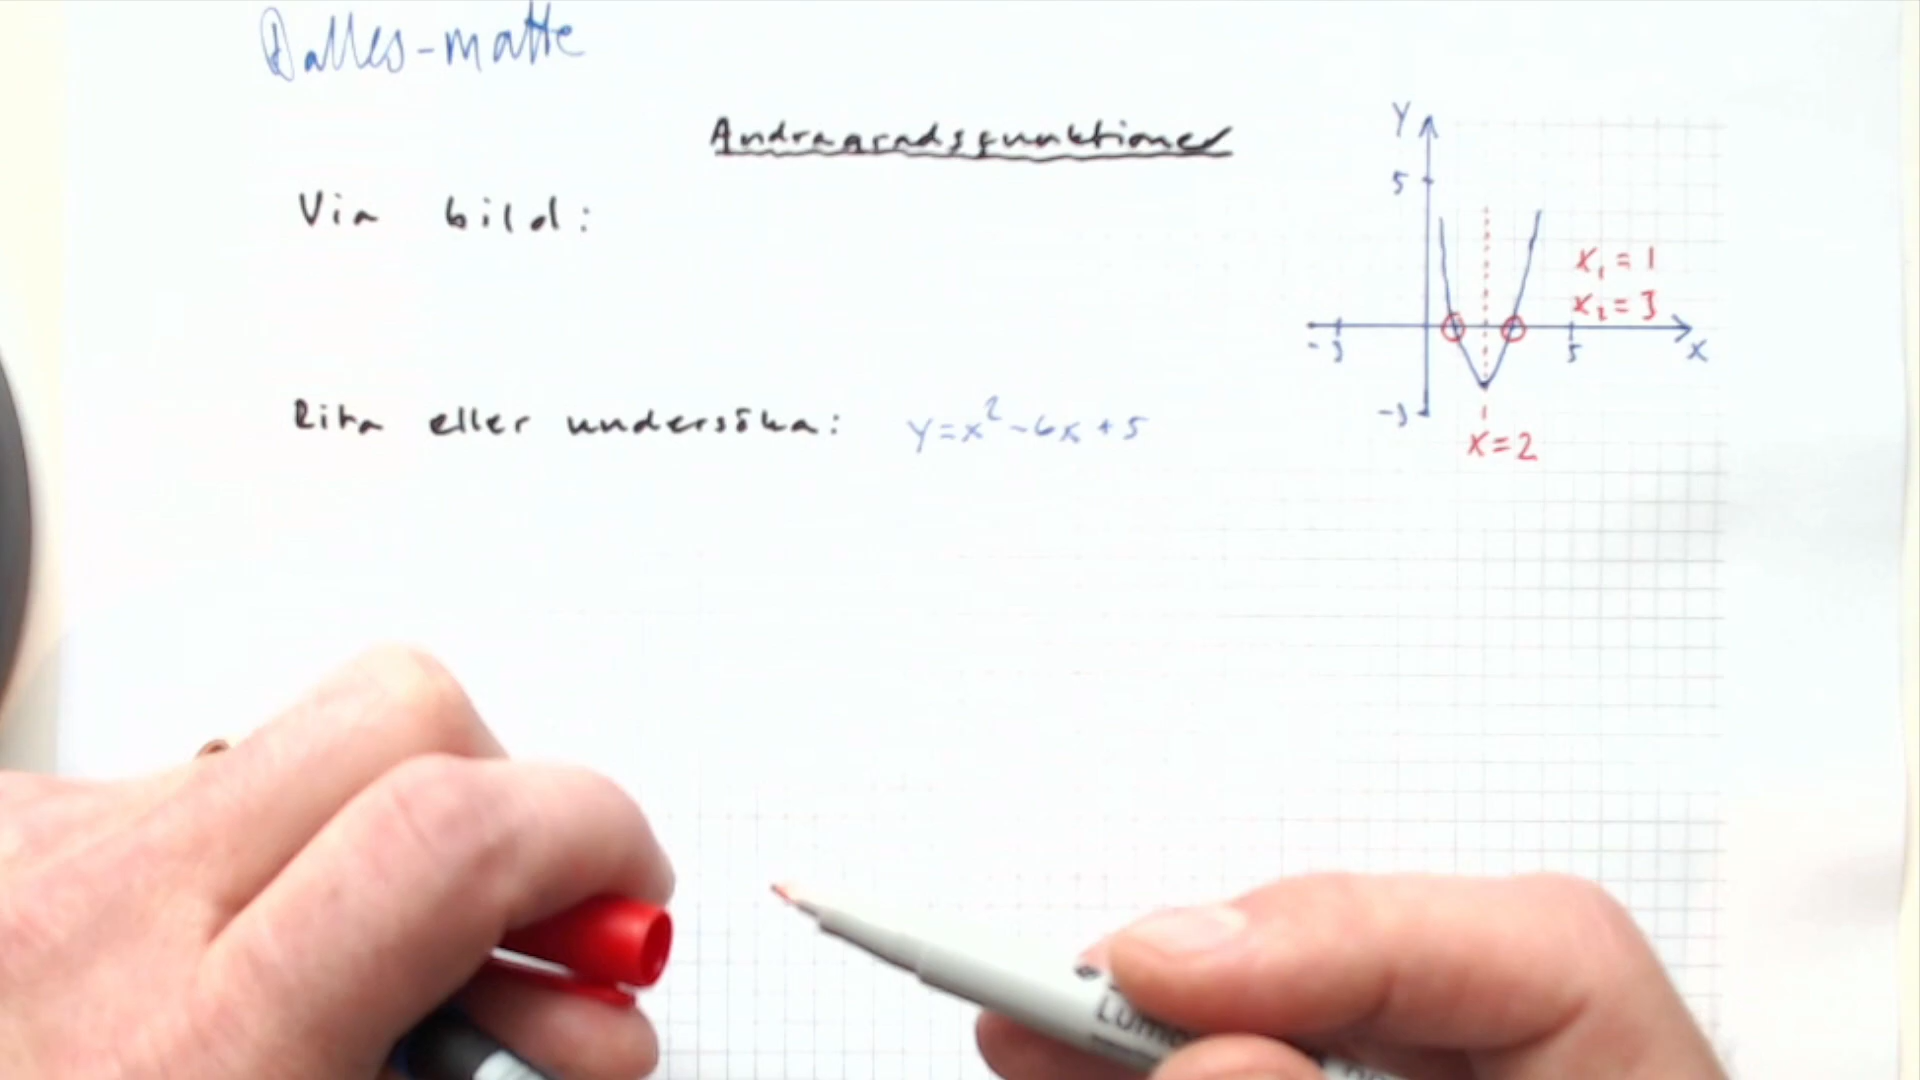 Dalles-matte
Andragradsfunktioner
Via bild:
Y
5
x₁ = 1
x₂ = 3
-3
5
x
-3
x=2
Rita eller undersöka: y=x²-6x+5